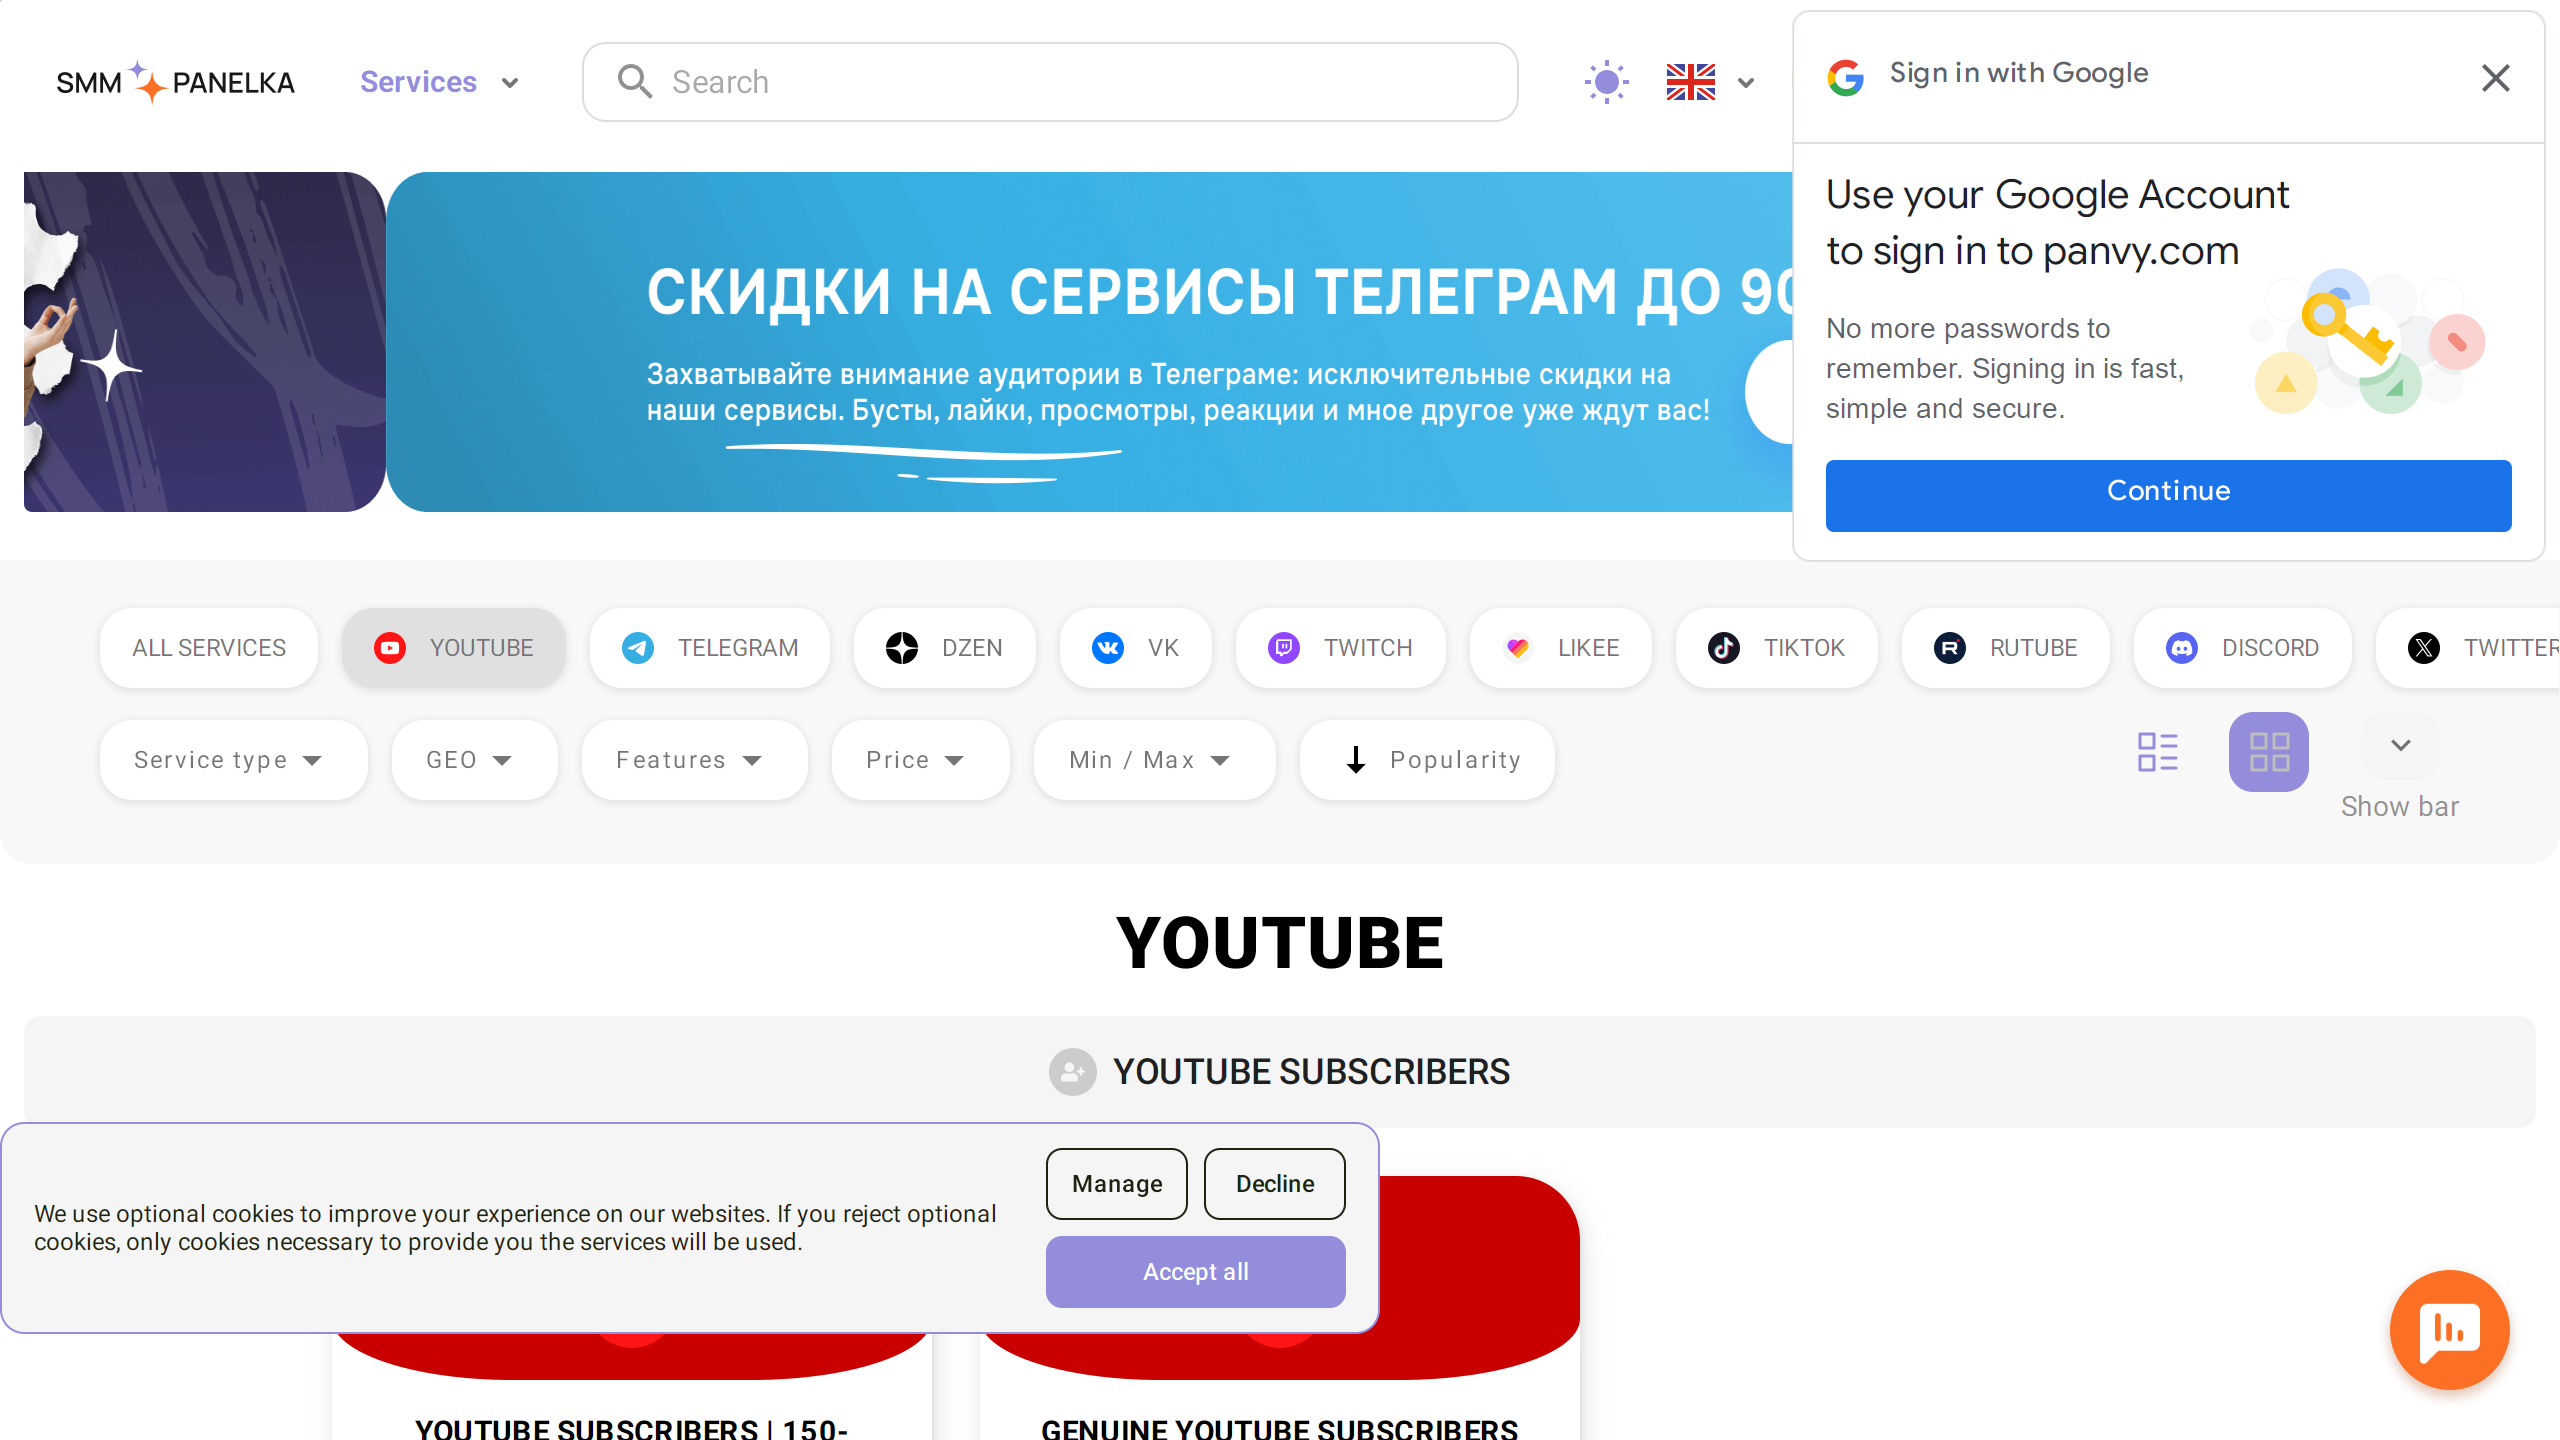 SMM PANELKA
Services
Search
Sign in with Google
Use your Google Account
to sign in to panvy.com
No more passwords to
remember. Signing in is fast,
simple and secure.
Continue
СКИДКИ НА СЕРВИСЫ ТЕЛЕГРАМ ДО 90
Захватывайте внимание аудитории в Телеграме: исключительные скидки на
наши сервисы. Бусты, лайки, просмотры, реакции и мное другое уже ждут вас!
ALL SERVICES YOUTUBE TELEGRAM DZEN VK TWITCH LIKEE TIKTOK RUTUBE DISCORD TWITTER
Service type GEO Features Price Min / Max Popularity
Show bar
YOUTUBE
YOUTUBE SUBSCRIBERS
We use optional cookies to improve your experience on our websites. If you reject optional
cookies, only cookies necessary to provide you the services will be used.
Manage Decline
Accept all
YOUTUBE SUBSCRIBERS | 150-
GENUINE YOUTUBE SUBSCRIBERS